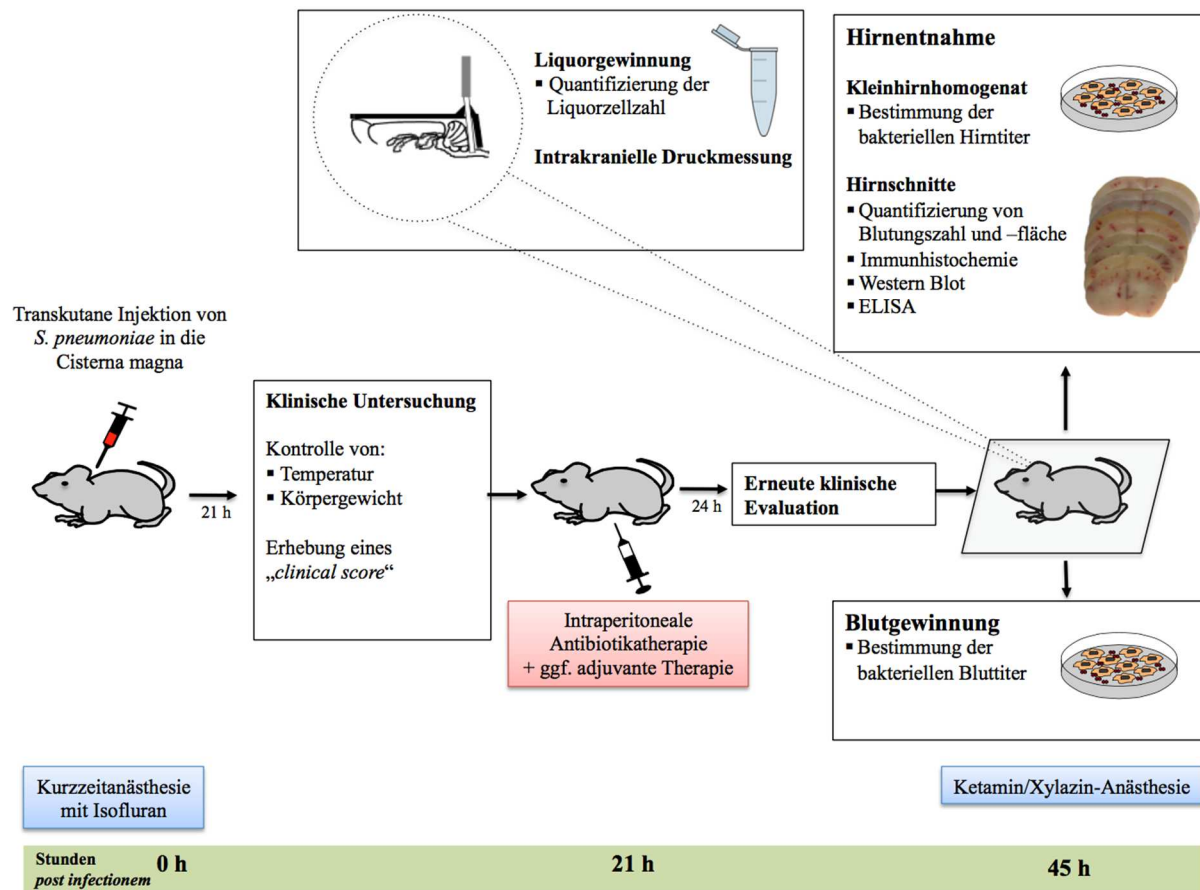 Liquorgewinnung
▪ Quantifizierung der
Liquorzellzahl
Intrakranielle Druckmessung
Hirnentnahme
Kleinhirnhomogenat
▪ Bestimmung der
bakteriellen Hirntiter
Hirnschnitte
▪ Quantifizierung von
Blutungszahl und –fläche
▪ Immunhistochemie
▪ Western Blot
▪ ELISA
Transkutane Injektion von
S. pneumoniae in die
Cisterna magna
21 h
Klinische Untersuchung
Kontrolle von:
▪ Temperatur
▪ Körpergewicht
Erhebung eines
„clinical score“
Intraperitoneale
Antibiotikatherapie
+ ggf. adjuvante Therapie
24 h
Erneute klinische
Evaluation
Blutgewinnung
▪ Bestimmung der
bakteriellen Bluttiter
Kurzzeitanästhesie
mit Isofluran
Ketamin/Xylazin-Anästhesie
Stunden
post infectionem
0 h
21 h
45 h